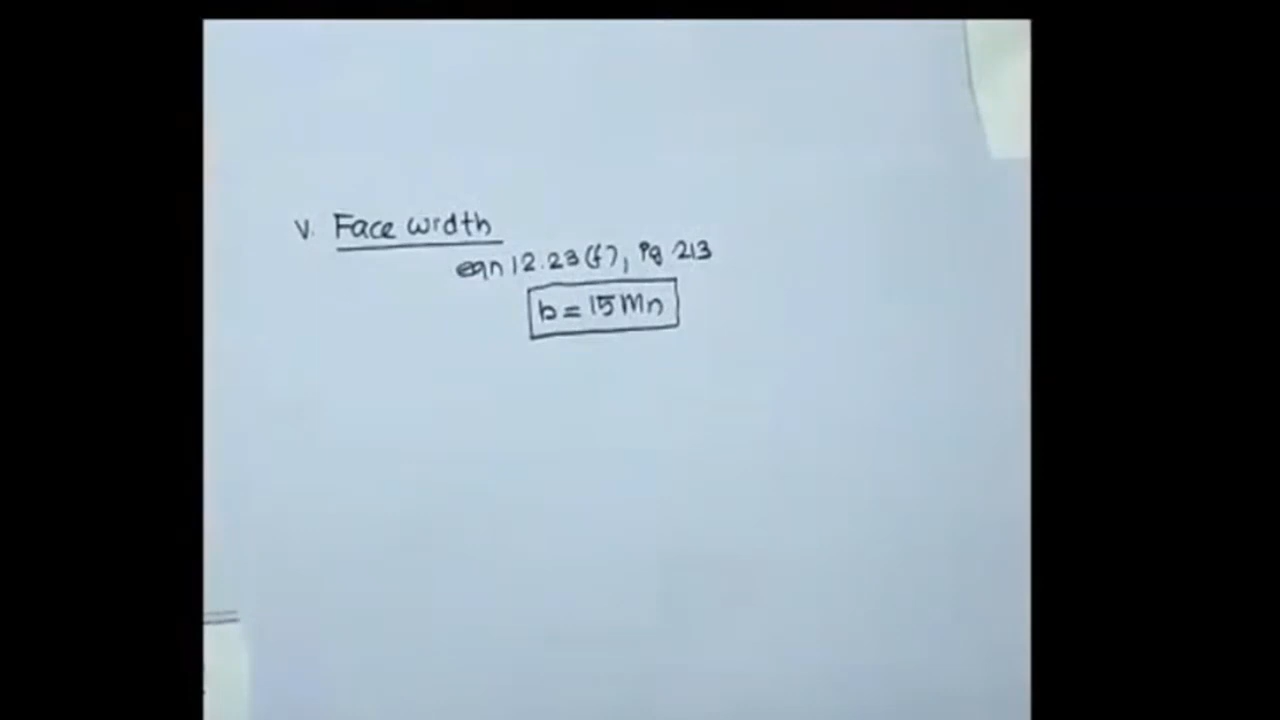 V. Face width
eqn 12.23(f), Pg 213
b = 15 Mn